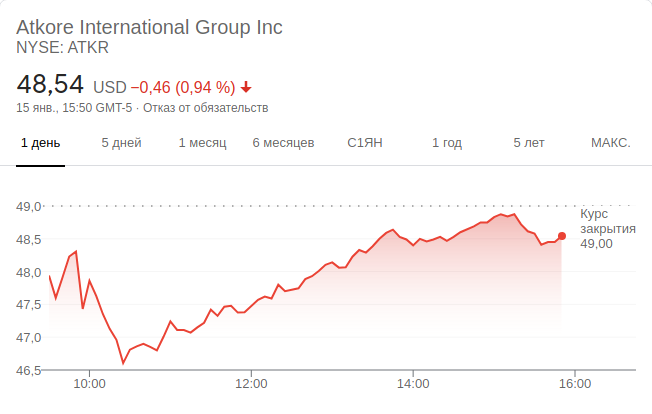 Atkore International Group Inc
NYSE: ATKR
48,54 USD −0,46 (0,94 %)
15 янв., 15:50 GMT-5 · Отказ от обязательств
1 день 5 дней 1 месяц 6 месяцев С1ЯН 1 год 5 лет МАКС.
49,0
Курс
закрытия
48,5
49,00
48,0
47,5
47,0
46,5
10:00 12:00 14:00 16:00